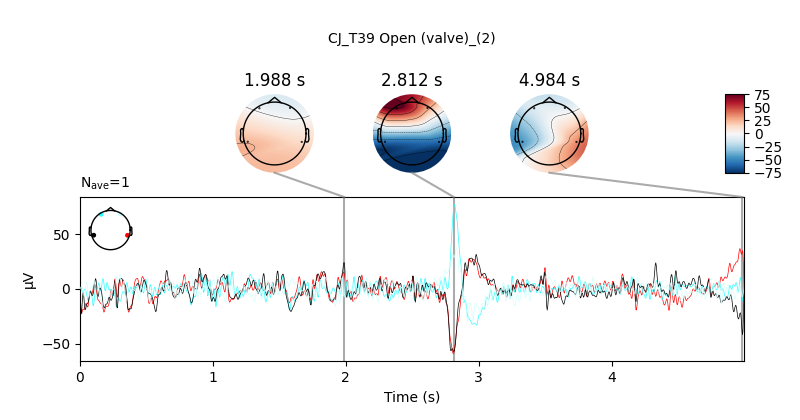 CJ_T39 Open (valve)_(2)
1.988 s 2.812 s 4.984 s
75
50
25
0
−25
−50
−75
Nave=1
50
0
−50
µV
0 1 2 3 4
Time (s)